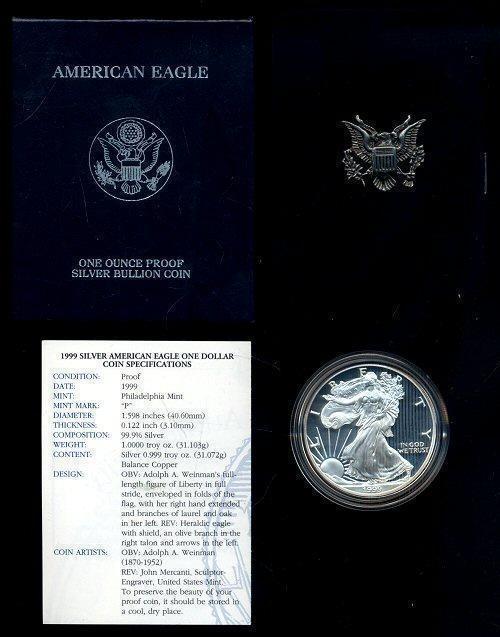 AMERICAN EAGLE
ONE OUNCE PROOF
SILVER BULLION COIN
1999 SILVER AMERICAN EAGLE ONE DOLLAR
COIN SPECIFICATIONS
CONDITION: Proof
DATE: 1999
MINT: Philadelphia Mint
MINT MARK: "P"
DIAMETER: 1.598 inches (40.60mm)
THICKNESS: 0.122 inch (3.10mm)
COMPOSITION: 99.9% Silver
WEIGHT: 1.0000 troy oz. (31.103g)
CONTENT: Silver 0.999 troy oz. (31.072g)
Balance Copper
DESIGN: OBV: Adolph A. Weinman's full-
length figure of Liberty in full
stride, enveloped in folds of the
flag, with her right hand extended
and branches of laurel and oak
in her left. REV: Heraldic eagle
with shield, an olive branch in the
right talon and arrows in the left.
COIN ARTISTS: OBV: Adolph A. Weinman
(1870-1952)
REV: John Mercanti, Sculptor-
Engraver, United States Mint.
To preserve the beauty of your
proof coin, it should be stored in
a cool, dry place.
LIBERTY
IN GOD
WE TRUST
1999